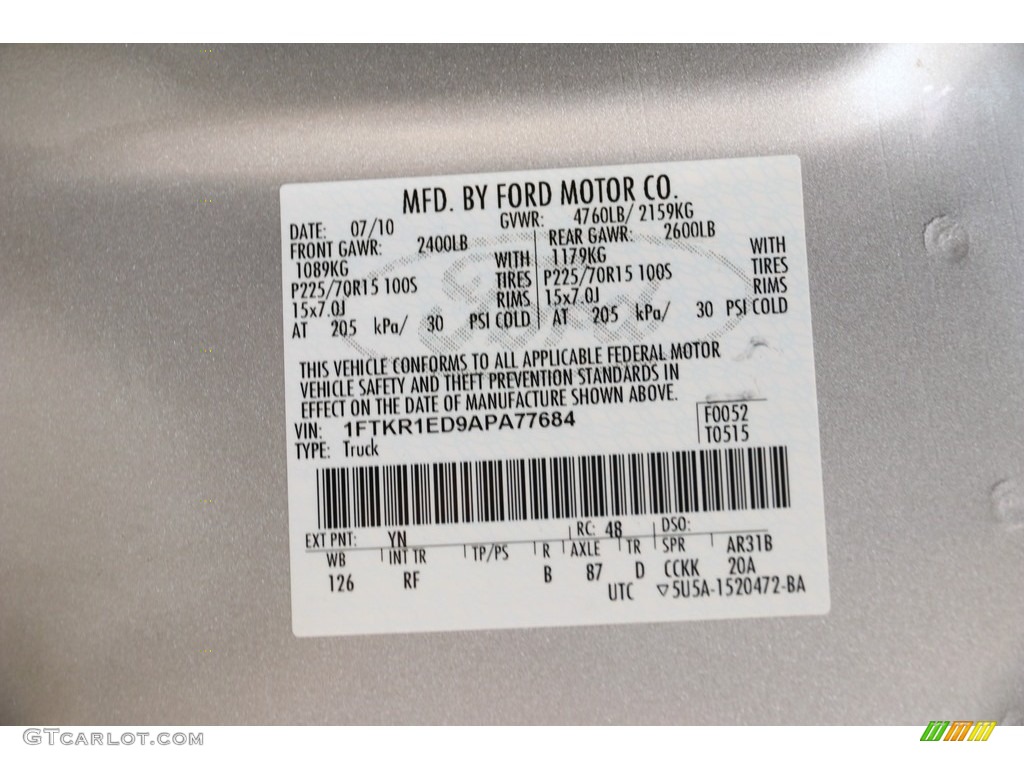 MFD. BY FORD MOTOR CO.
DATE: 07/10 GVWR: 4760LB/ 2159KG
FRONT GAWR: 2400LB REAR GAWR: 2600LB
1089KG WITH 1179KG WITH
P225/70R15 100S TIRES P225/70R15 100S TIRES
15x7.0J RIMS 15x7.0J RIMS
AT 205 kPa/ 30 PSI COLD AT 205 kPa/ 30 PSI COLD
Ford
THIS VEHICLE CONFORMS TO ALL APPLICABLE FEDERAL MOTOR
VEHICLE SAFETY AND THEFT PREVENTION STANDARDS IN
EFFECT ON THE DATE OF MANUFACTURE SHOWN ABOVE.
VIN: 1FTKR1ED9APA77684 F0052
TYPE: Truck T0515
EXT PNT: YN RC: 48 DSO:
WB INT TR TP/PS R AXLE TR SPR AR31B
126 RF B 87 D CCKK 20A
UTC ▽5U5A-1520472-BA
GTCarlot.com